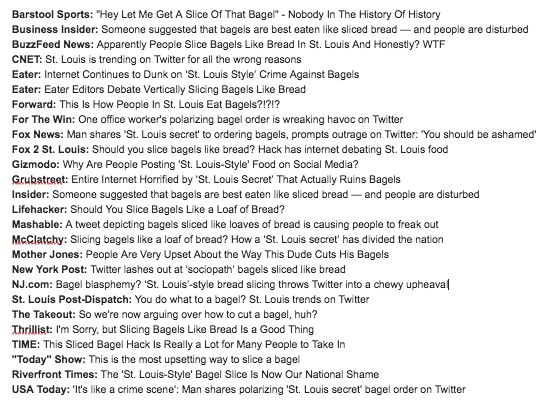 Barstool Sports: "Hey Let Me Get A Slice Of That Bagel" - Nobody In The History Of History
Business Insider: Someone suggested that bagels are best eaten like sliced bread — and people are disturbed
BuzzFeed News: Apparently People Slice Bagels Like Bread In St. Louis And Honestly? WTF
CNET: St. Louis is trending on Twitter for all the wrong reasons
Eater: Internet Continues to Dunk on 'St. Louis Style' Crime Against Bagels
Eater: Eater Editors Debate Vertically Slicing Bagels Like Bread
Forward: This Is How People In St. Louis Eat Bagels?!?!?
For The Win: One office worker's polarizing bagel order is wreaking havoc on Twitter
Fox News: Man shares 'St. Louis secret' to ordering bagels, prompts outrage on Twitter: 'You should be ashamed'
Fox 2 St. Louis: Should you slice bagels like bread? Hack has internet debating St. Louis food
Gizmodo: Why Are People Posting 'St. Louis-Style' Food on Social Media?
Grubstreet: Entire Internet Horrified by 'St. Louis Secret' That Actually Ruins Bagels
Insider: Someone suggested that bagels are best eaten like sliced bread — and people are disturbed
Lifehacker: Should You Slice Bagels Like a Loaf of Bread?
Mashable: A tweet depicting bagels sliced like loaves of bread is causing people to freak out
McClatchy: Slicing bagels like a loaf of bread? How a 'St. Louis secret' has divided the nation
Mother Jones: People Are Very Upset About the Way This Dude Cuts His Bagels
New York Post: Twitter lashes out at 'sociopath' bagels sliced like bread
NJ.com: Bagel blasphemy? 'St. Louis'-style bread slicing throws Twitter into a chewy upheaval
St. Louis Post-Dispatch: You do what to a bagel? St. Louis trends on Twitter
The Takeout: So we're now arguing over how to cut a bagel, huh?
Thrillist: I'm Sorry, but Slicing Bagels Like Bread Is a Good Thing
TIME: This Sliced Bagel Hack Is Really a Lot for Many People to Take In
"Today" Show: This is the most upsetting way to slice a bagel
Riverfront Times: The 'St. Louis-Style' Bagel Slice Is Now Our National Shame
USA Today: 'It's like a crime scene': Man shares polarizing 'St. Louis secret' bagel order on Twitter